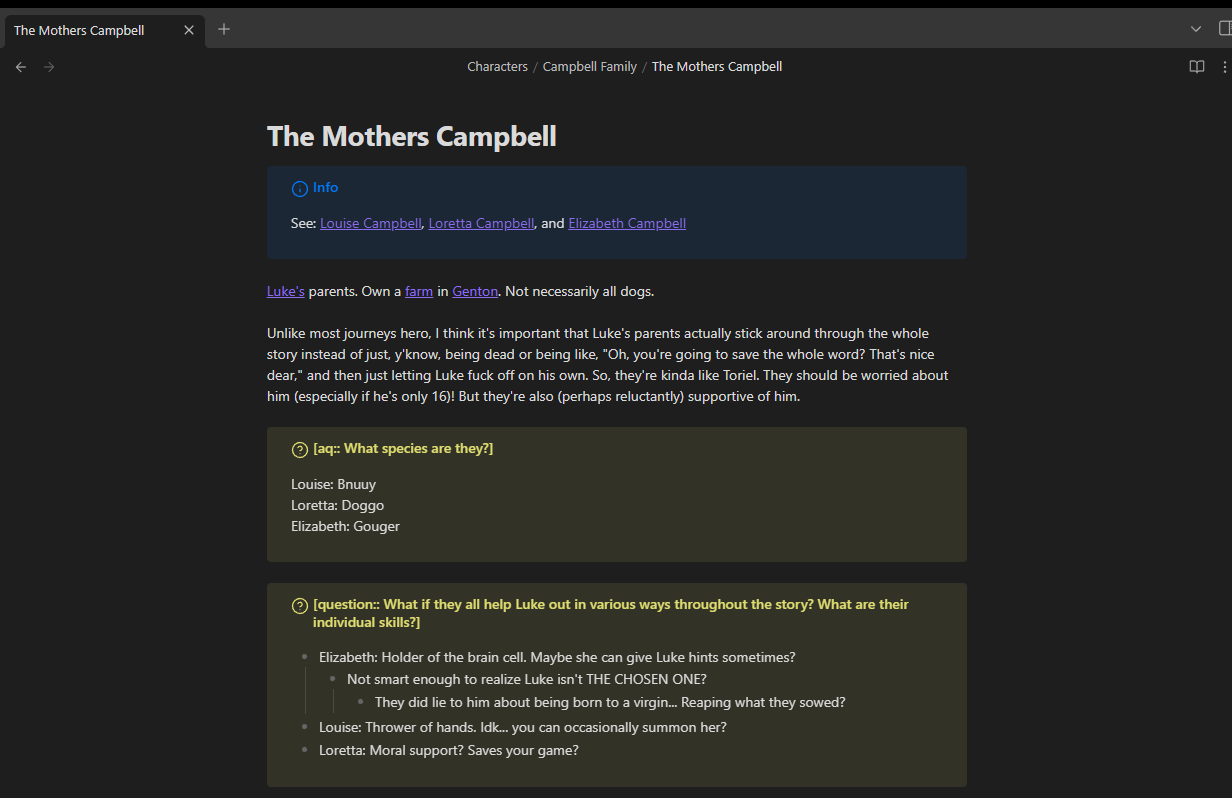 The Mothers Campbell
Characters / Campbell Family / The Mothers Campbell
The Mothers Campbell
Info
See: Louise Campbell, Loretta Campbell, and Elizabeth Campbell
Luke's parents. Own a farm in Genton. Not necessarily all dogs.
Unlike most journeys hero, I think it's important that Luke's parents actually stick around through the whole
story instead of just, y'know, being dead or being like, "Oh, you're going to save the whole word? That's nice
dear," and then just letting Luke fuck off on his own. So, they're kinda like Toriel. They should be worried about
him (especially if he's only 16)! But they're also (perhaps reluctantly) supportive of him.
[aq:: What species are they?]
Louise: Bnuuy
Loretta: Doggo
Elizabeth: Gouger
[question:: What if they all help Luke out in various ways throughout the story? What are their
individual skills?]
Elizabeth: Holder of the brain cell. Maybe she can give Luke hints sometimes?
Not smart enough to realize Luke isn't THE CHOSEN ONE?
They did lie to him about being born to a virgin... Reaping what they sowed?
Louise: Thrower of hands. Idk... you can occasionally summon her?
Loretta: Moral support? Saves your game?